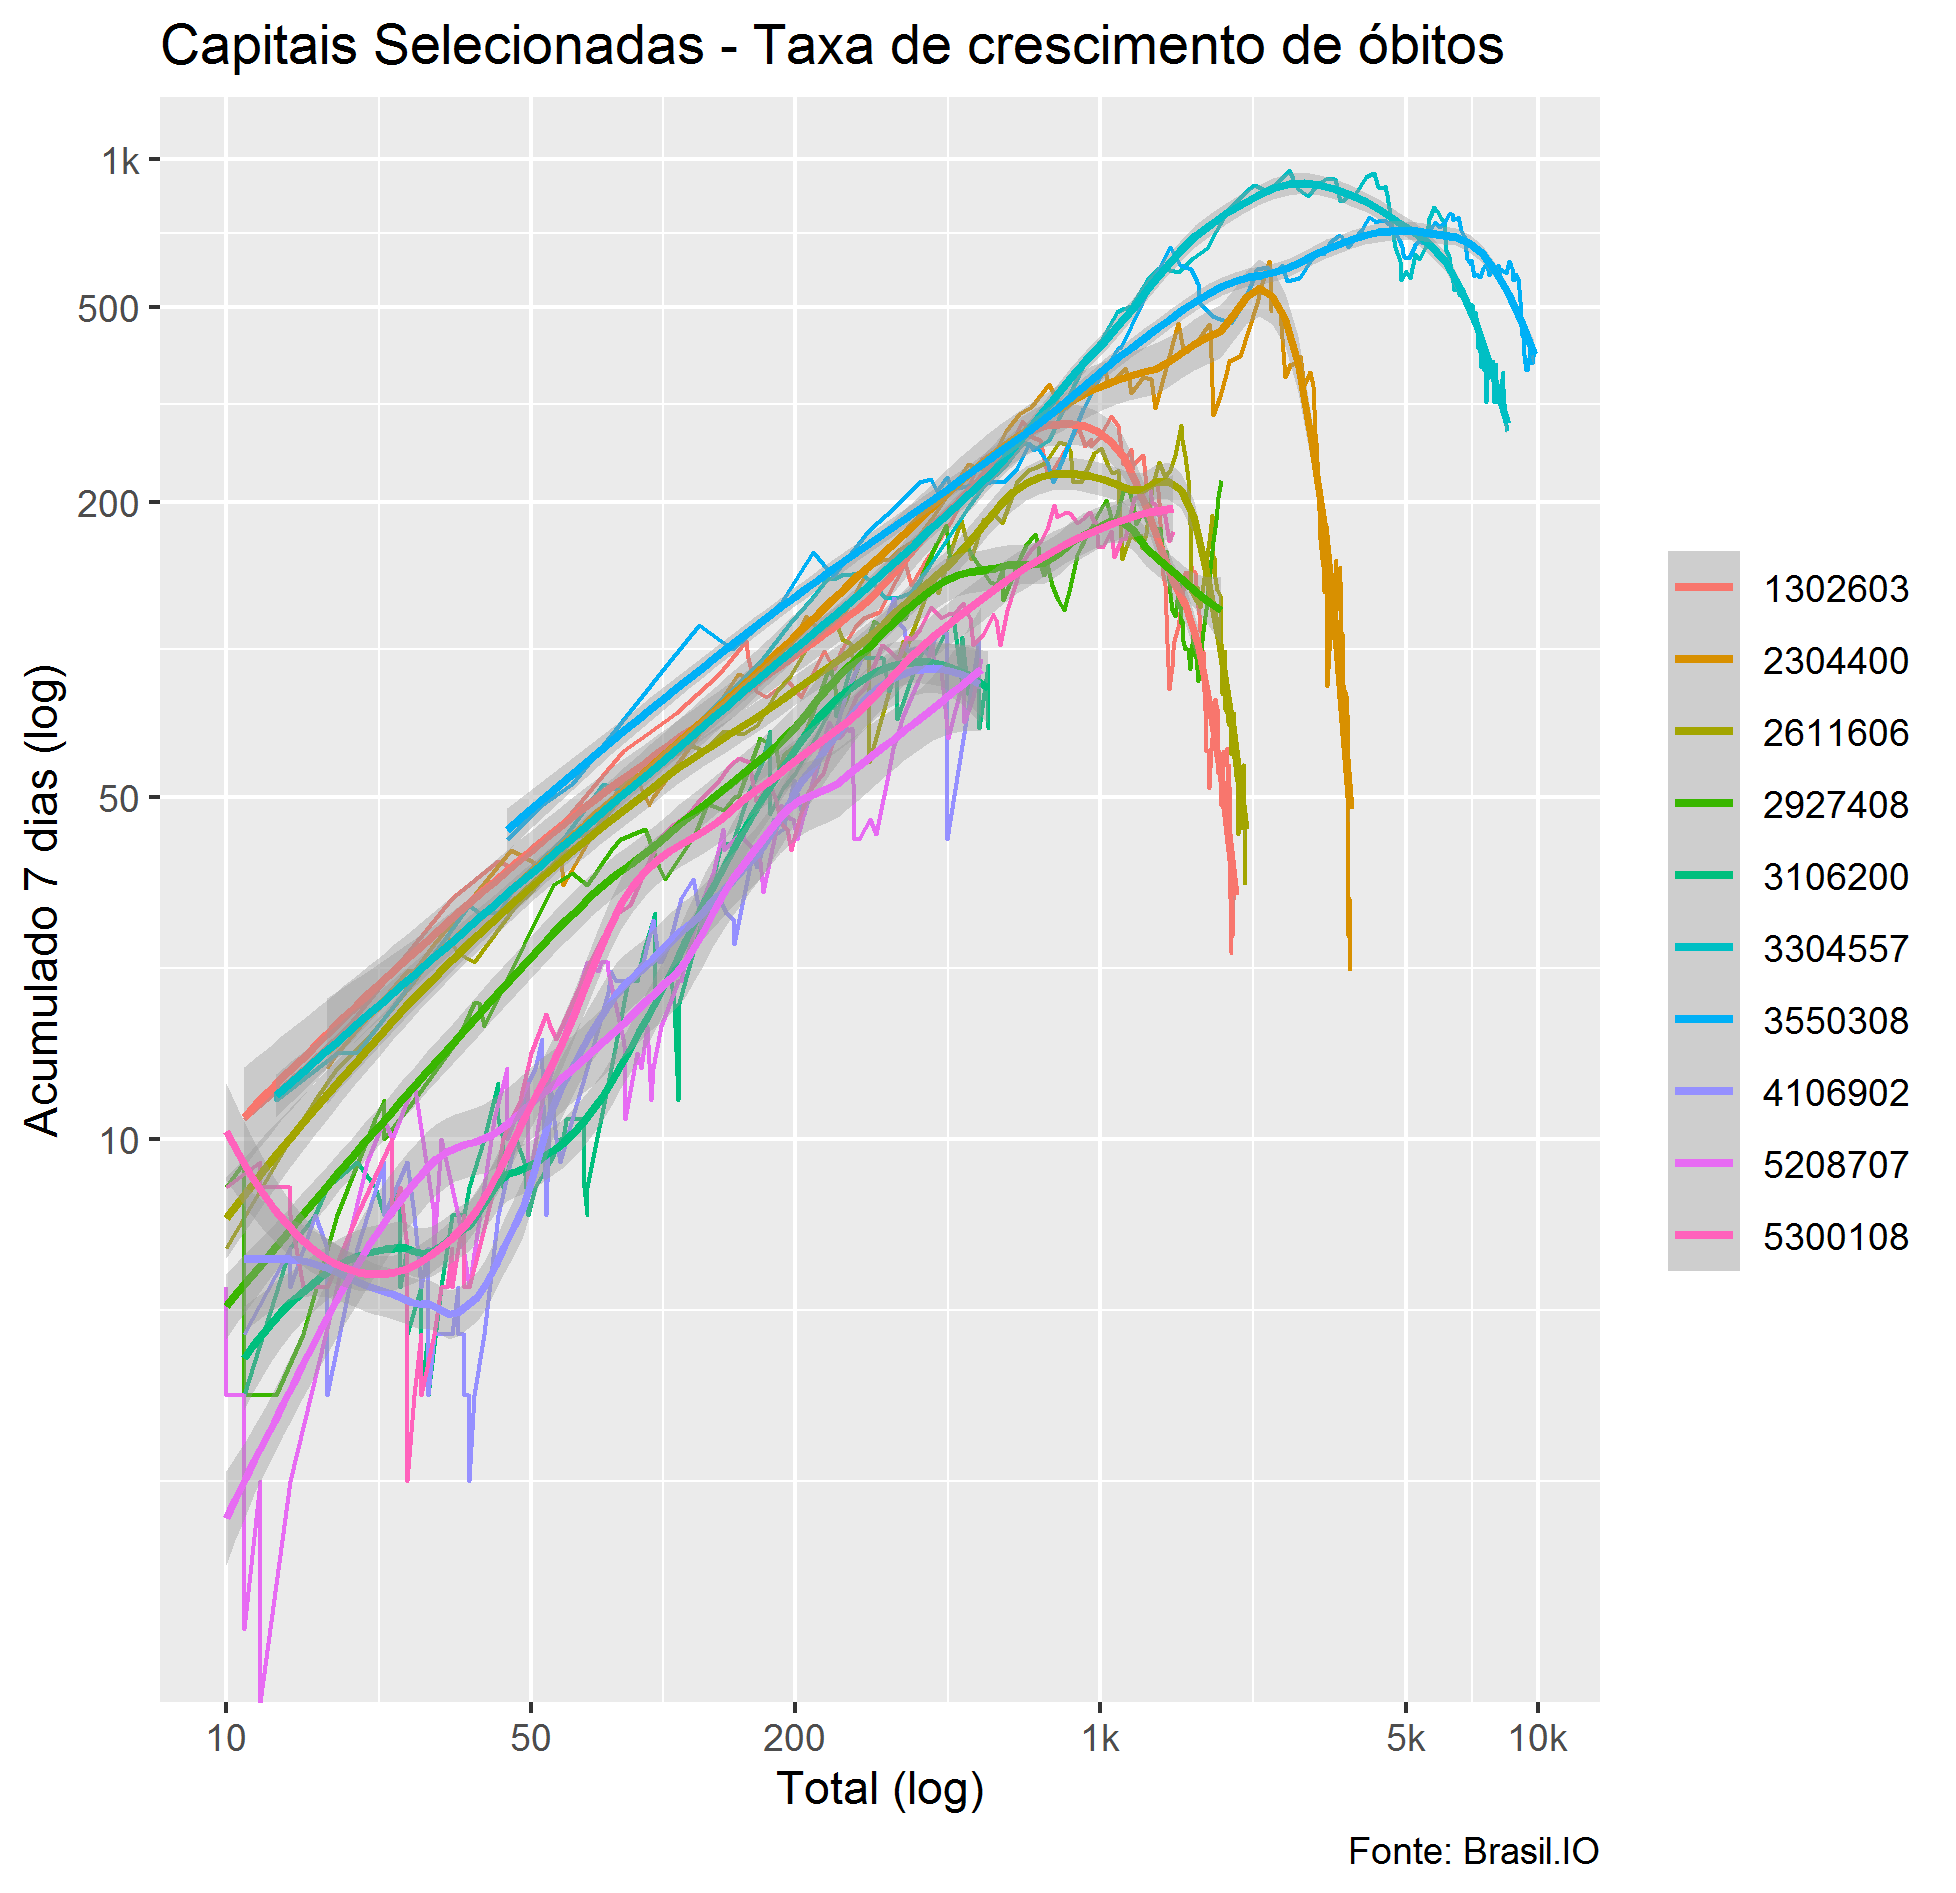 Capitais Selecionadas - Taxa de crescimento de óbitos
Acumulado 7 dias (log)
1k
500
200
50
10
10
50
200
1k
5k
10k
Total (log)
1302603
2304400
2611606
2927408
3106200
3304557
3550308
4106902
5208707
5300108
Fonte: Brasil.IO